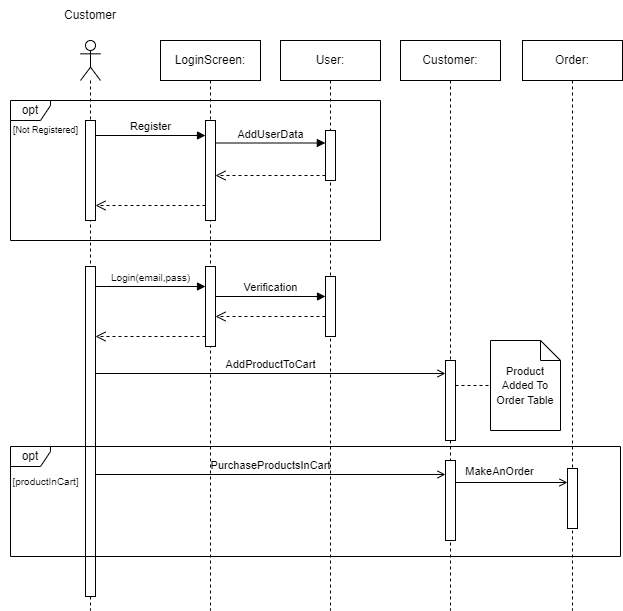 Customer
LoginScreen:
User:
Customer:
Order:
opt
[Not Registered]
Register
AddUserData
Login(email,pass)
Verification
AddProductToCart
Product
Added To
Order Table
opt
[productInCart]
PurchaseProductsInCart
MakeAnOrder